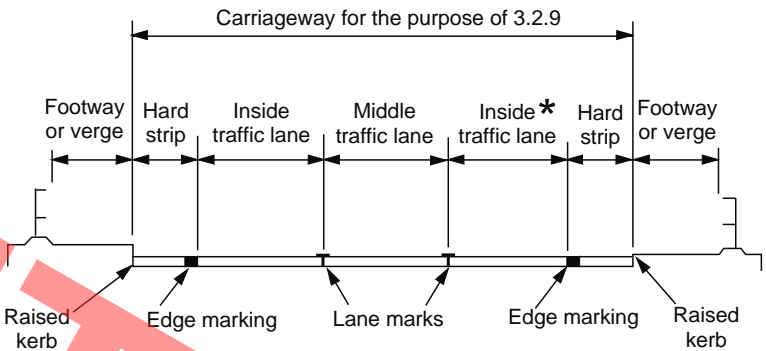 Carriageway for the purpose of 3.2.9
Footway
or verge
Hard
strip
Inside
traffic lane
Middle
traffic lane
Inside*
traffic lane
Hard
strip
Footway
or verge
Raised
kerb
Edge marking
Lane marks
Edge marking
Raised
kerb